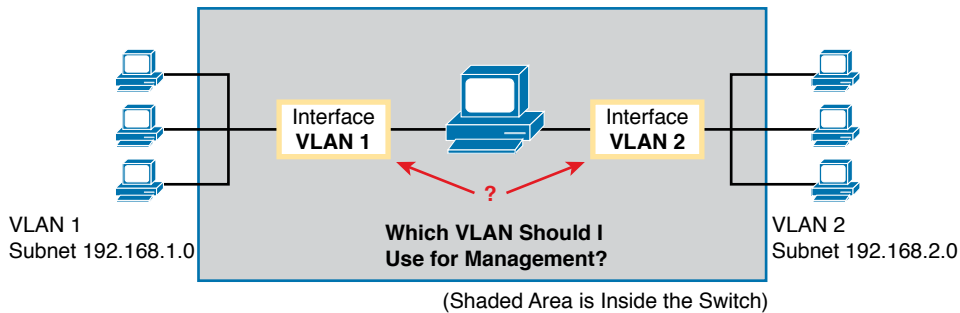 Interface
VLAN 1
Interface
VLAN 2
?
Which VLAN Should I
Use for Management?
VLAN 1
Subnet 192.168.1.0
VLAN 2
Subnet 192.168.2.0
(Shaded Area is Inside the Switch)